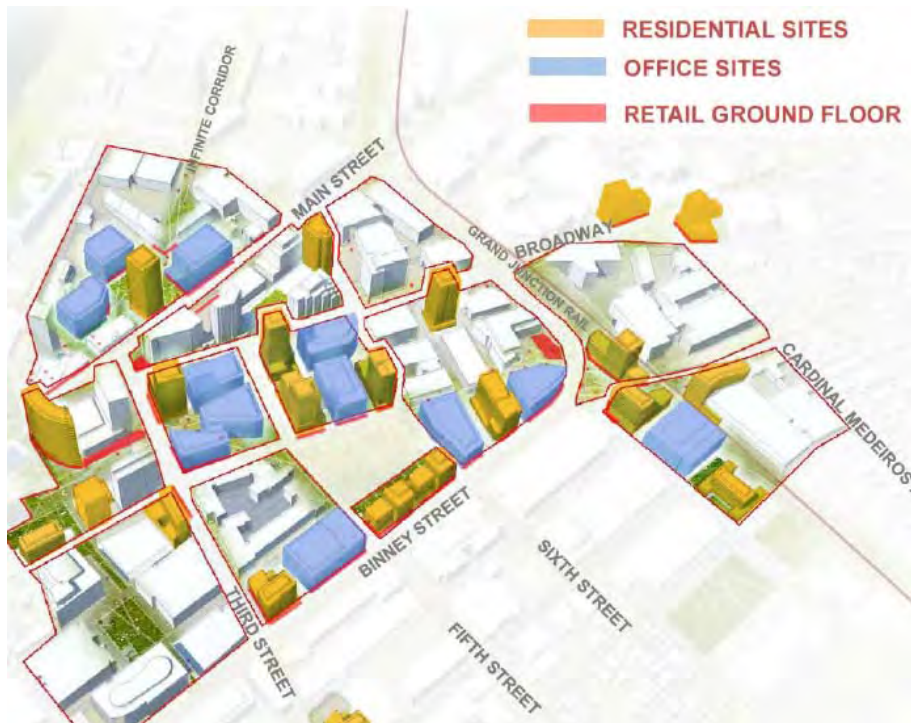 RESIDENTIAL SITES
OFFICE SITES
RETAIL GROUND FLOOR
INFINITE CORRIDOR
MAIN STREET
GRAND JUNCTION RAIL
BROADWAY
CARDINAL MEDEIROS
BINNEY STREET
SIXTH STREET
THIRD STREET
FIFTH STREET